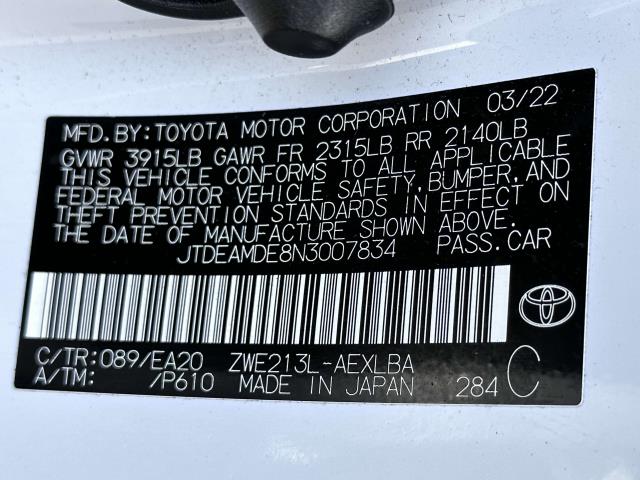 MFD. BY: TOYOTA MOTOR CORPORATION 03/22
GVWR 3915LB GAWR FR 2315LB RR 2140LB
THIS VEHICLE CONFORMS TO ALL APPLICABLE
FEDERAL MOTOR VEHICLE SAFETY, BUMPER, AND
THEFT PREVENTION STANDARDS IN EFFECT ON
THE DATE OF MANUFACTURE SHOWN ABOVE.
JTDEAMDE8N3007834 PASS. CAR
C/TR: 089/EA20 ZWE213L-AEXLBA
A/TM: /P610 MADE IN JAPAN 284 C